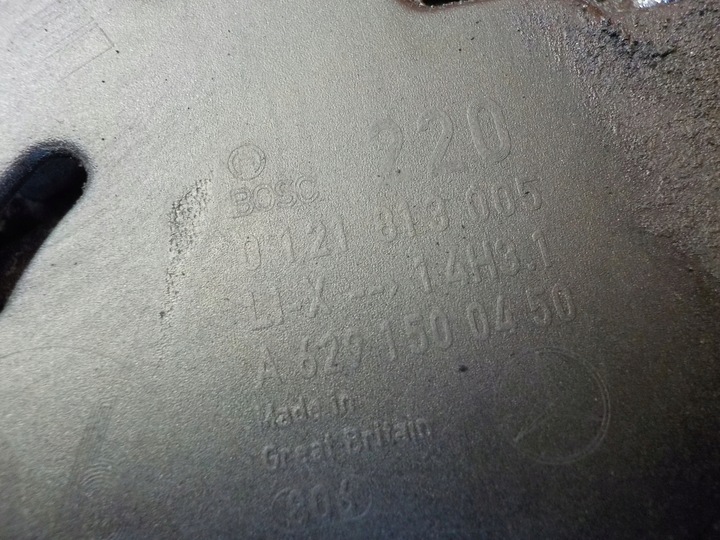 220
BOSCH
0 121 813 005
LI-X --> 14H3.1
A 629 150 04 50
Made in
Great Britain